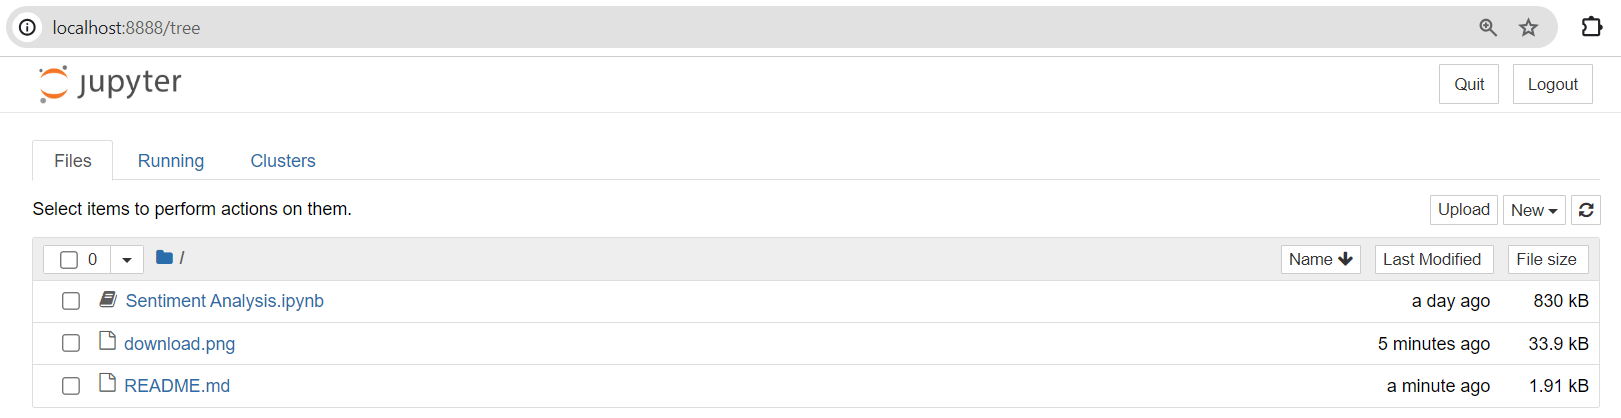 localhost:8888/tree
jupyter
Quit Logout
Files Running Clusters
Select items to perform actions on them.
Upload New
0 / Name Last Modified File size
Sentiment Analysis.ipynb a day ago 830 kB
download.png 5 minutes ago 33.9 kB
README.md a minute ago 1.91 kB